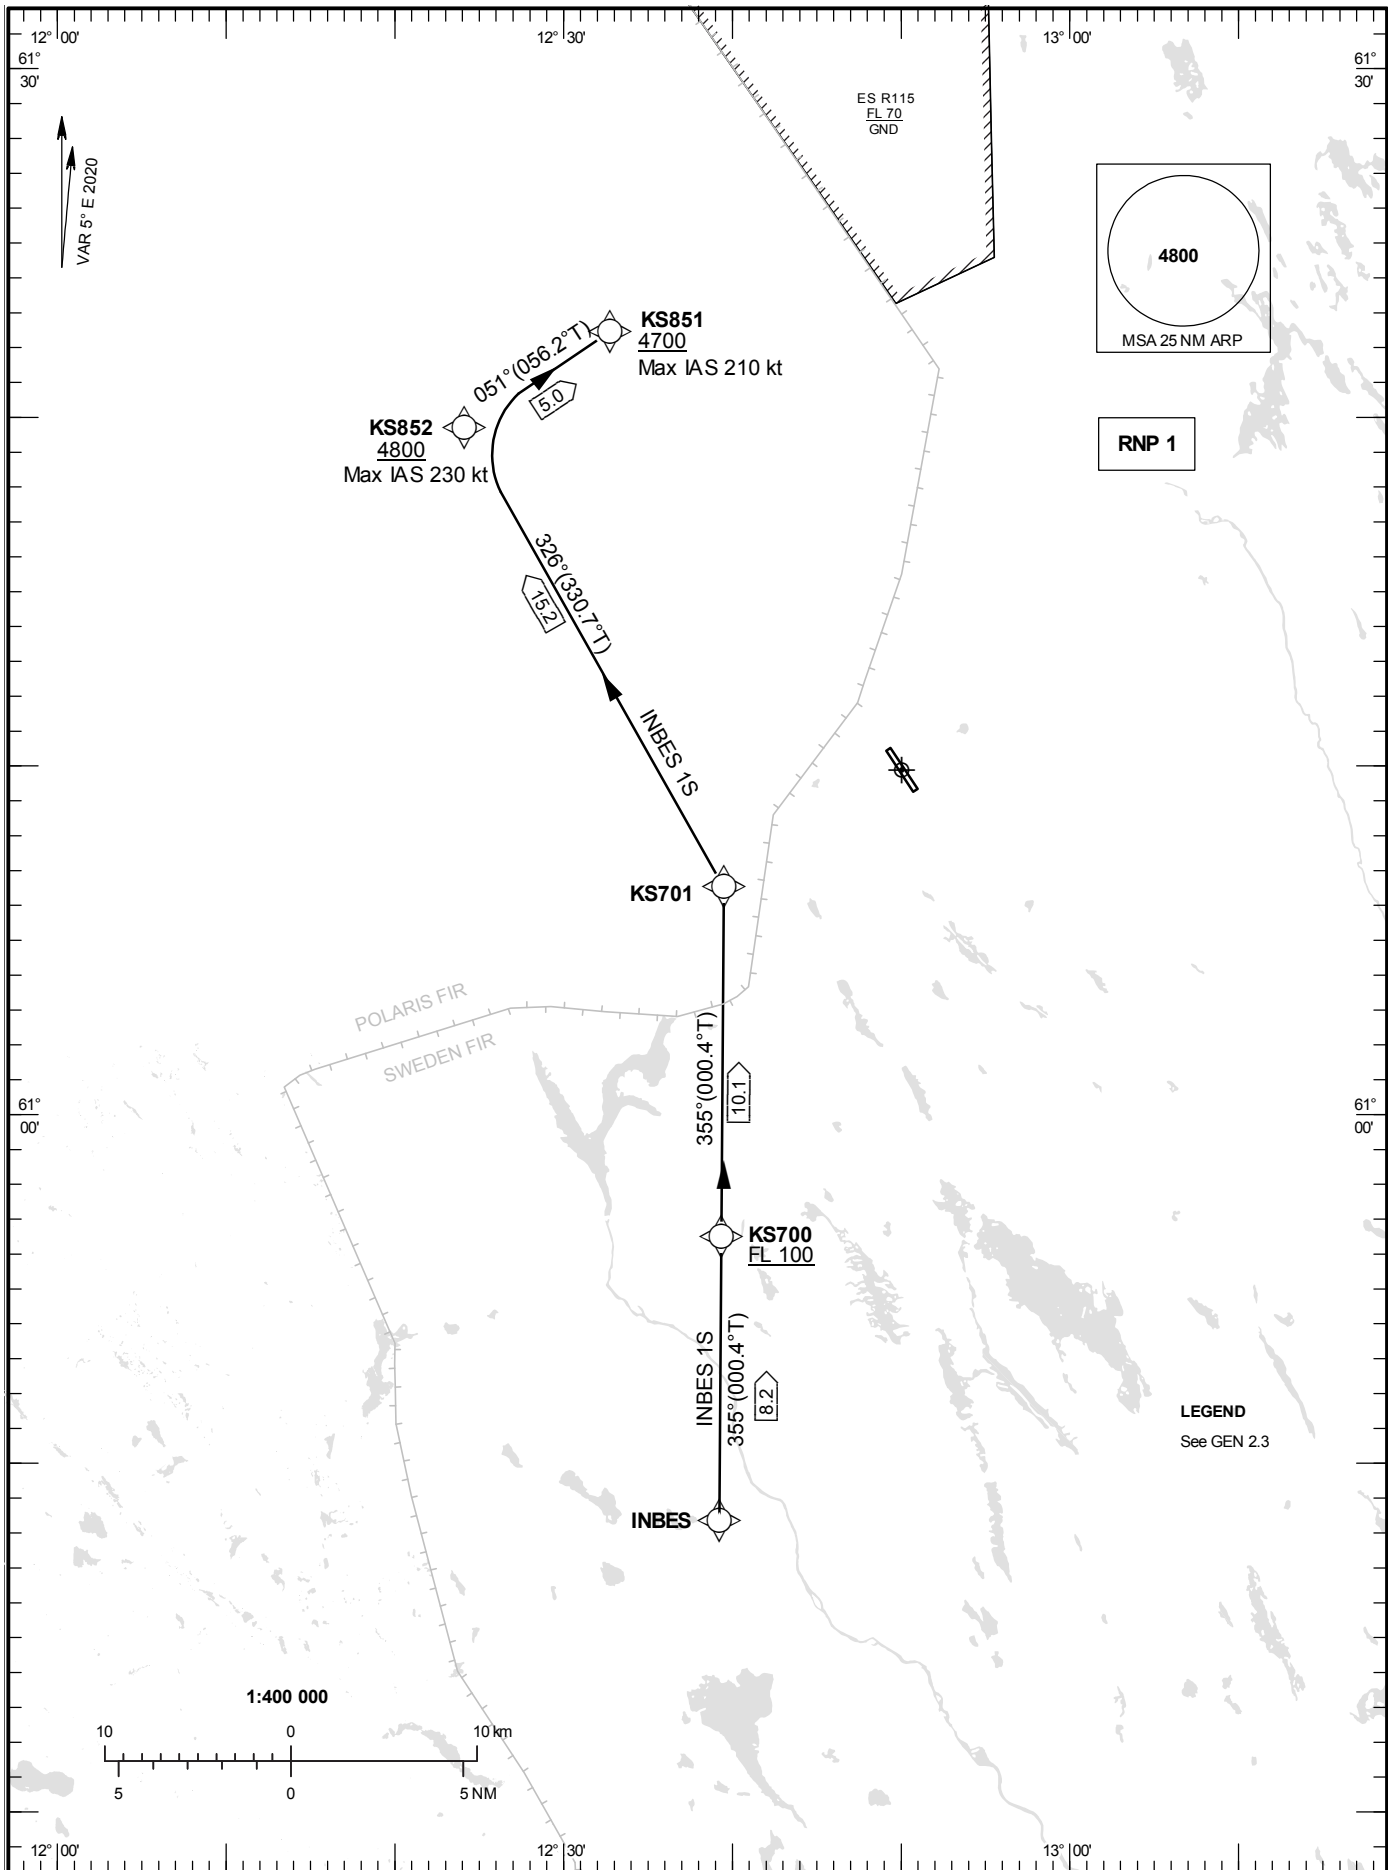 12° 00'
12° 30'
13° 00'
61°
30'
61°
30'
ES R115
FL 70
GND
VAR 5° E 2020
4800
MSA 25 NM ARP
KS851
4700
Max IAS 210 kt
051°(056.2°T)
5.0
KS852
4800
Max IAS 230 kt
RNP 1
326°(330.7°T)
15.2
INBES 1S
KS701
POLARIS FIR
SWEDEN FIR
355°(000.4°T)
10.1
61°
00'
61°
00'
KS700
FL 100
INBES 1S
355°(000.4°T)
8.2
LEGEND
See GEN 2.3
INBES
1:400 000
10 0 10 km
5 0 5 NM
12° 00'
12° 30'
13° 00'